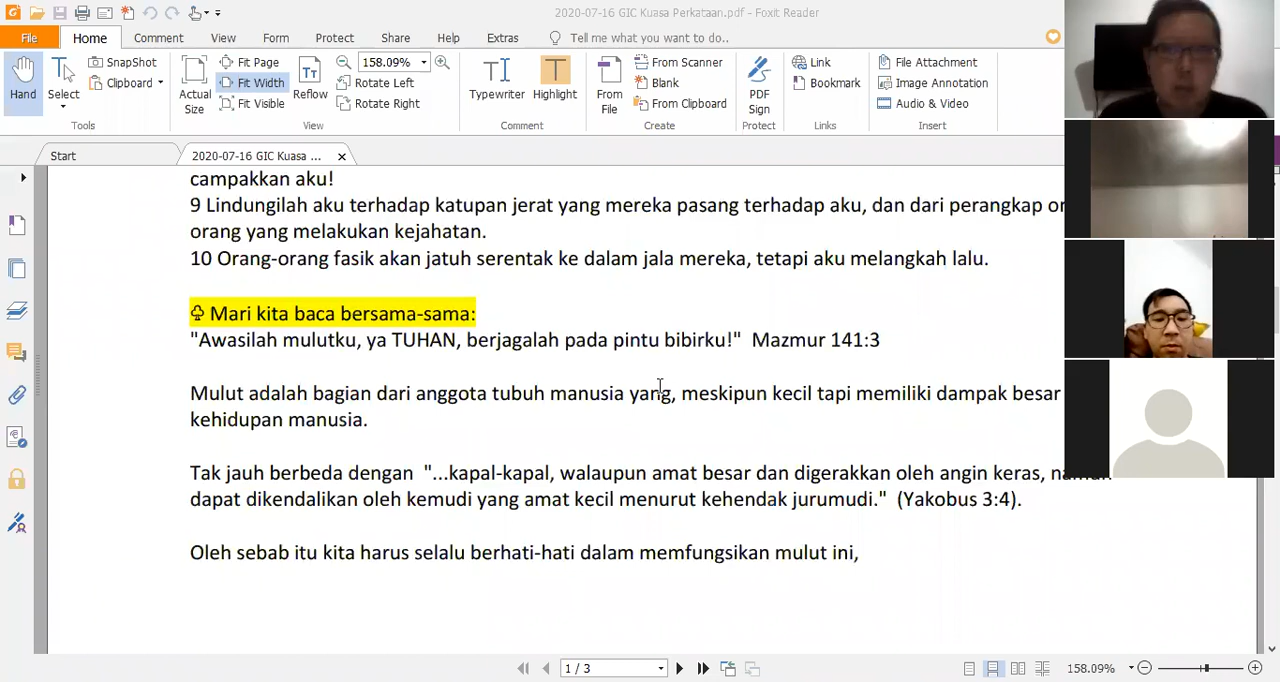 2020-07-16 GIC Kuasa Perkataan.pdf - Foxit Reader
File Home Comment View Form Protect Share Help Extras Tell me what you want to do..
Hand
Select
SnapShot
Clipboard
Tools
Actual Size
Fit Page
Fit Width
Fit Visible
Reflow
158.09%
Rotate Left
Rotate Right
View
Typewriter
Highlight
Comment
From File
From Scanner
Blank
From Clipboard
Create
PDF Sign
Protect
Link
Bookmark
Links
File Attachment
Image Annotation
Audio & Video
Insert
Start
2020-07-16 GIC Kuasa ...
campakkan aku!
9 Lindungilah aku terhadap katupan jerat yang mereka pasang terhadap aku, dan dari perangkap
orang yang melakukan kejahatan.
10 Orang-orang fasik akan jatuh serentak ke dalam jala mereka, tetapi aku melangkah lalu.
♧ Mari kita baca bersama-sama:
"Awasilah mulutku, ya TUHAN, berjagalah pada pintu bibirku!" Mazmur 141:3
Mulut adalah bagian dari anggota tubuh manusia yang, meskipun kecil tapi memiliki dampak besar
kehidupan manusia.
Tak jauh berbeda dengan "...kapal-kapal, walaupun amat besar dan digerakkan oleh angin keras, namun
dapat dikendalikan oleh kemudi yang amat kecil menurut kehendak jurumudi." (Yakobus 3:4).
Oleh sebab itu kita harus selalu berhati-hati dalam memfungsikan mulut ini,
1 / 3
158.09%